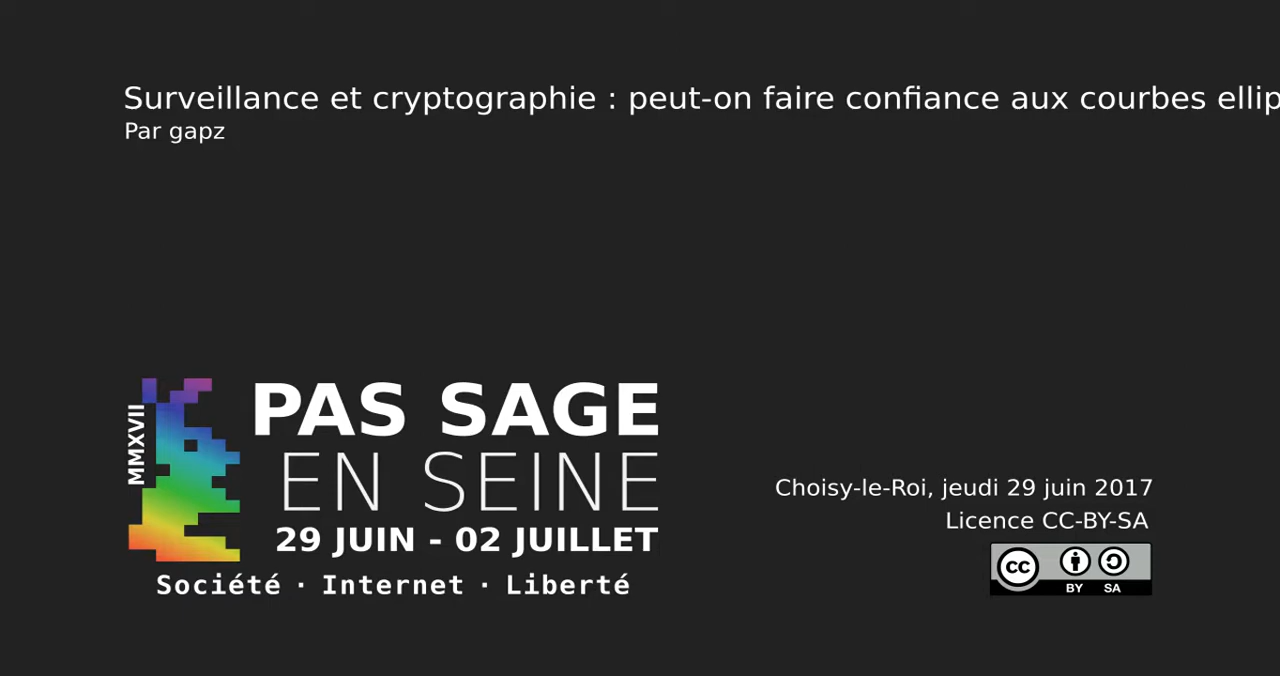 Surveillance et cryptographie : peut-on faire confiance aux courbes ellip
Par gapz
MMXVII
PAS SAGE
EN SEINE
29 JUIN - 02 JUILLET
Société · Internet · Liberté
Choisy-le-Roi, jeudi 29 juin 2017
Licence CC-BY-SA
cc
BY SA